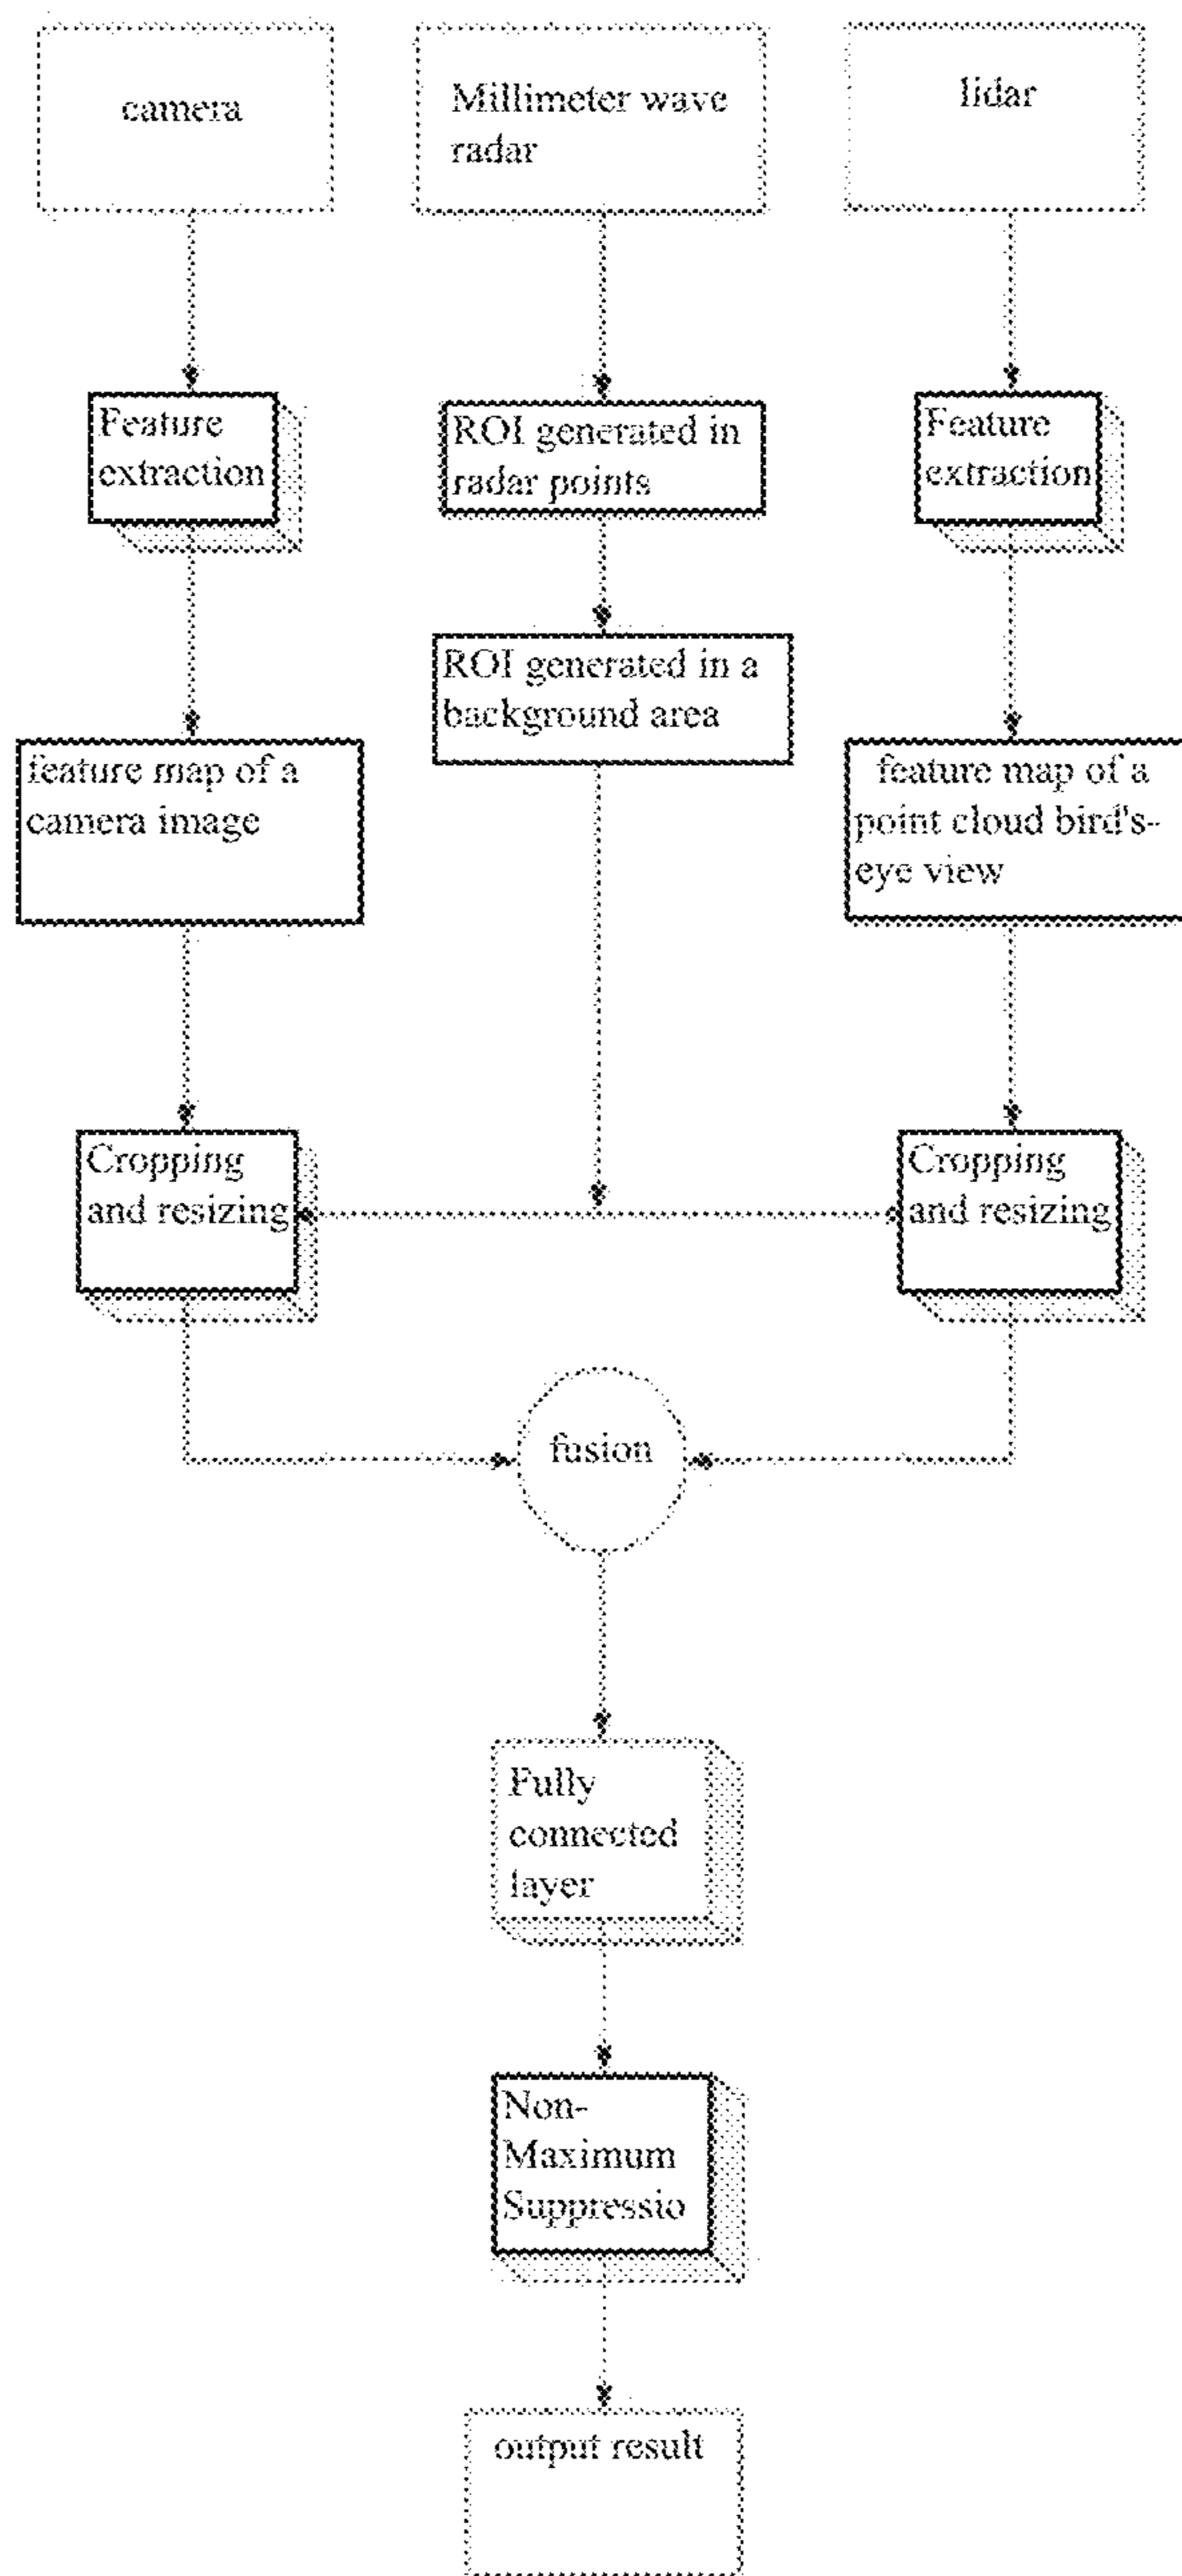 camera
Millimeter wave
radar
lidar
Feature
extraction
ROI generated in
radar points
Feature
extraction
ROI generated in a
background area
feature map of a
camera image
feature map of a
point cloud bird's-
eye view
Cropping
and resizing
Cropping
and resizing
fusion
Fully
connected
layer
Non-
Maximum
Suppressio
output result